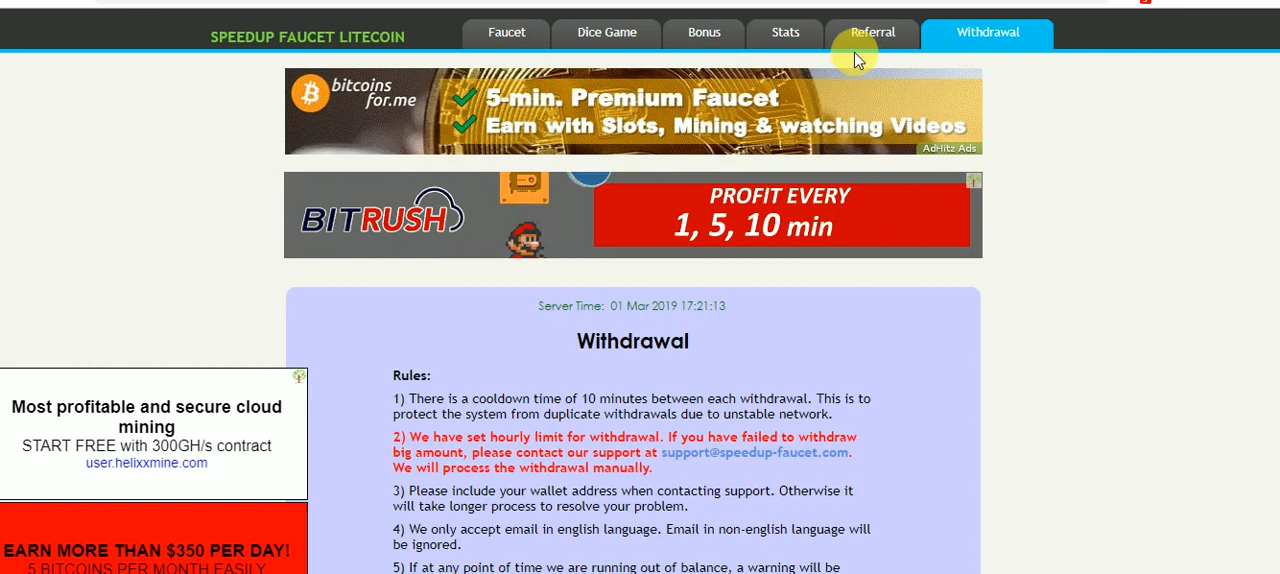 SPEEDUP FAUCET LITECOIN
Faucet
Dice Game
Bonus
Stats
Referral
Withdrawal
bitcoins
for.me
5-min. Premium Faucet
Earn with Slots, Mining & watching Videos
AdHitz Ads
BITRUSH
PROFIT EVERY
1, 5, 10 min
Server Time: 01 Mar 2019 17:21:13
Withdrawal
Rules:
1) There is a cooldown time of 10 minutes between each withdrawal. This is to
protect the system from duplicate withdrawals due to unstable network.
2) We have set hourly limit for withdrawal. If you have failed to withdraw
big amount, please contact our support at support@speedup-faucet.com.
We will process the withdrawal manually.
3) Please include your wallet address when contacting support. Otherwise it
will take longer process to resolve your problem.
4) We only accept email in english language. Email in non-english language will
be ignored.
5) If at any point of time we are running out of balance, a warning will be
Most profitable and secure cloud
mining
START FREE with 300GH/s contract
user.helixxmine.com
EARN MORE THAN $350 PER DAY!
5 BITCOINS PER MONTH EASILY